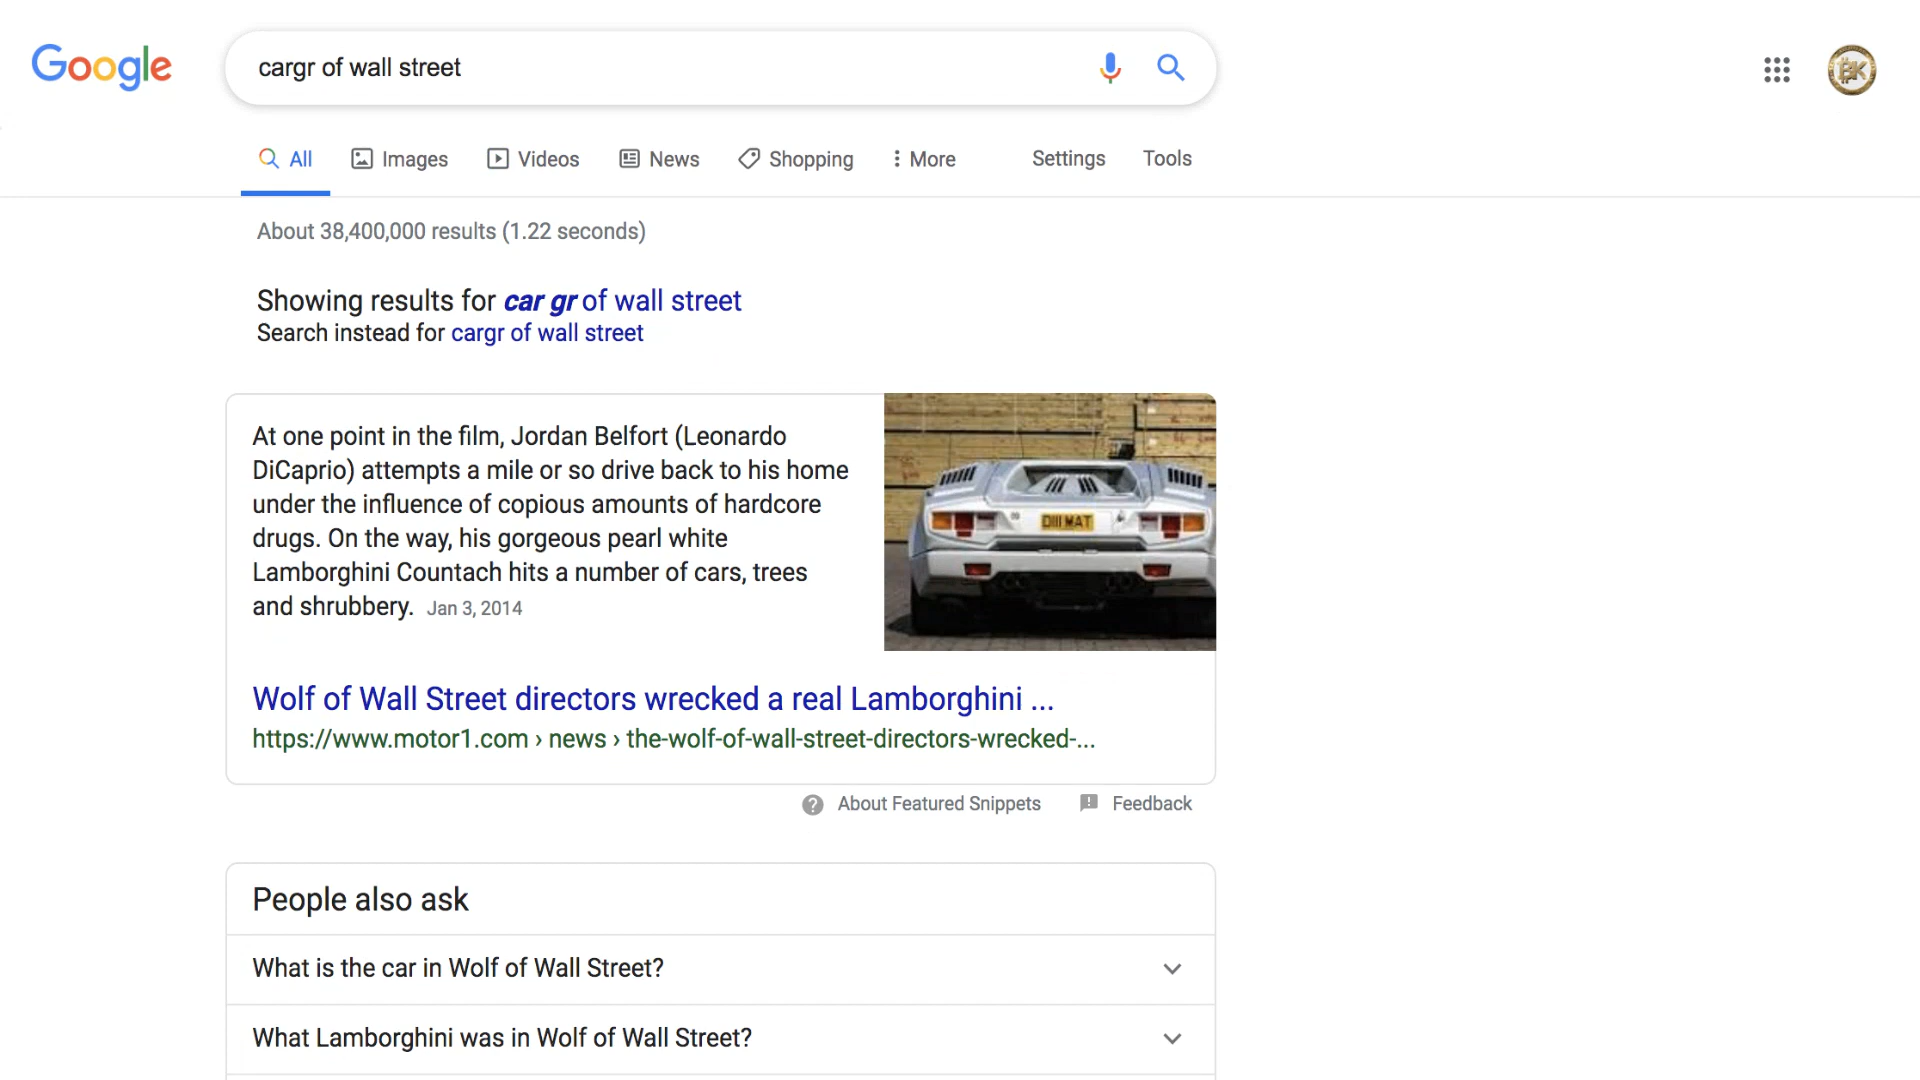 Google
cargr of wall street
All Images Videos News Shopping More Settings Tools
About 38,400,000 results (1.22 seconds)
Showing results for car gr of wall street
Search instead for cargr of wall street
At one point in the film, Jordan Belfort (Leonardo
DiCaprio) attempts a mile or so drive back to his home
under the influence of copious amounts of hardcore
drugs. On the way, his gorgeous pearl white
Lamborghini Countach hits a number of cars, trees
and shrubbery. Jan 3, 2014
Wolf of Wall Street directors wrecked a real Lamborghini ...
https://www.motor1.com › news › the-wolf-of-wall-street-directors-wrecked-...
About Featured Snippets Feedback
People also ask
What is the car in Wolf of Wall Street?
What Lamborghini was in Wolf of Wall Street?